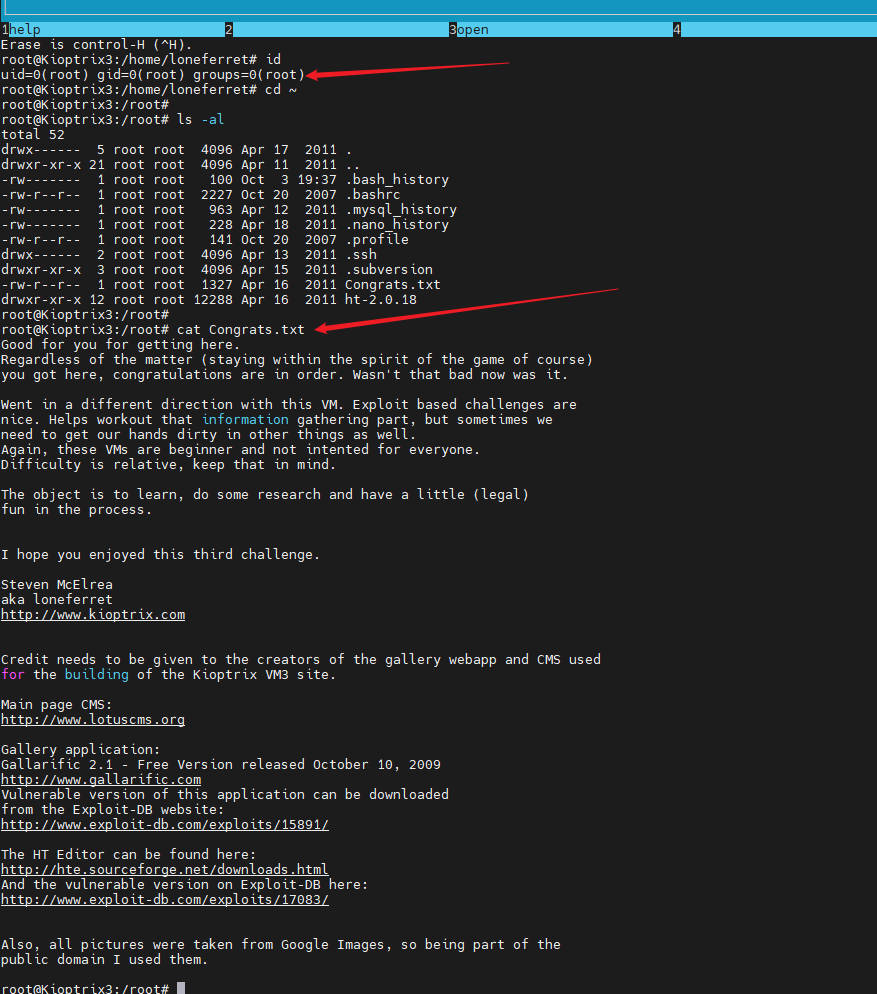 1help 2 3open 4
Erase is control-H (^H).
root@Kioptrix3:/home/loneferret# id
uid=0(root) gid=0(root) groups=0(root)
root@Kioptrix3:/home/loneferret# cd ~
root@Kioptrix3:/root#
root@Kioptrix3:/root# ls -al
total 52
drwx------  5 root root  4096 Apr 17  2011 .
drwxr-xr-x 21 root root  4096 Apr 11  2011 ..
-rw-------  1 root root   100 Oct  3 19:37 .bash_history
-rw-r--r--  1 root root  2227 Oct 20  2007 .bashrc
-rw-------  1 root root   963 Apr 12  2011 .mysql_history
-rw-------  1 root root   228 Apr 18  2011 .nano_history
-rw-r--r--  1 root root   141 Oct 20  2007 .profile
drwx------  2 root root  4096 Apr 13  2011 .ssh
drwxr-xr-x  3 root root  4096 Apr 15  2011 .subversion
-rw-r--r--  1 root root  1327 Apr 16  2011 Congrats.txt
drwxr-xr-x 12 root root 12288 Apr 16  2011 ht-2.0.18
root@Kioptrix3:/root#
root@Kioptrix3:/root# cat Congrats.txt
Good for you for getting here.
Regardless of the matter (staying within the spirit of the game of course)
you got here, congratulations are in order. Wasn't that bad now was it.

Went in a different direction with this VM. Exploit based challenges are
nice. Helps workout that information gathering part, but sometimes we
need to get our hands dirty in other things as well.
Again, these VMs are beginner and not intented for everyone.
Difficulty is relative, keep that in mind.

The object is to learn, do some research and have a little (legal)
fun in the process.

I hope you enjoyed this third challenge.

Steven McElrea
aka loneferret
http://www.kioptrix.com

Credit needs to be given to the creators of the gallery webapp and CMS used
for the building of the Kioptrix VM3 site.

Main page CMS:
http://www.lotuscms.org

Gallery application:
Gallarific 2.1 - Free Version released October 10, 2009
http://www.gallarific.com
Vulnerable version of this application can be downloaded
from the Exploit-DB website:
http://www.exploit-db.com/exploits/15891/

The HT Editor can be found here:
http://hte.sourceforge.net/downloads.html
And the vulnerable version on Exploit-DB here:
http://www.exploit-db.com/exploits/17083/

Also, all pictures were taken from Google Images, so being part of the
public domain I used them.

root@Kioptrix3:/root#